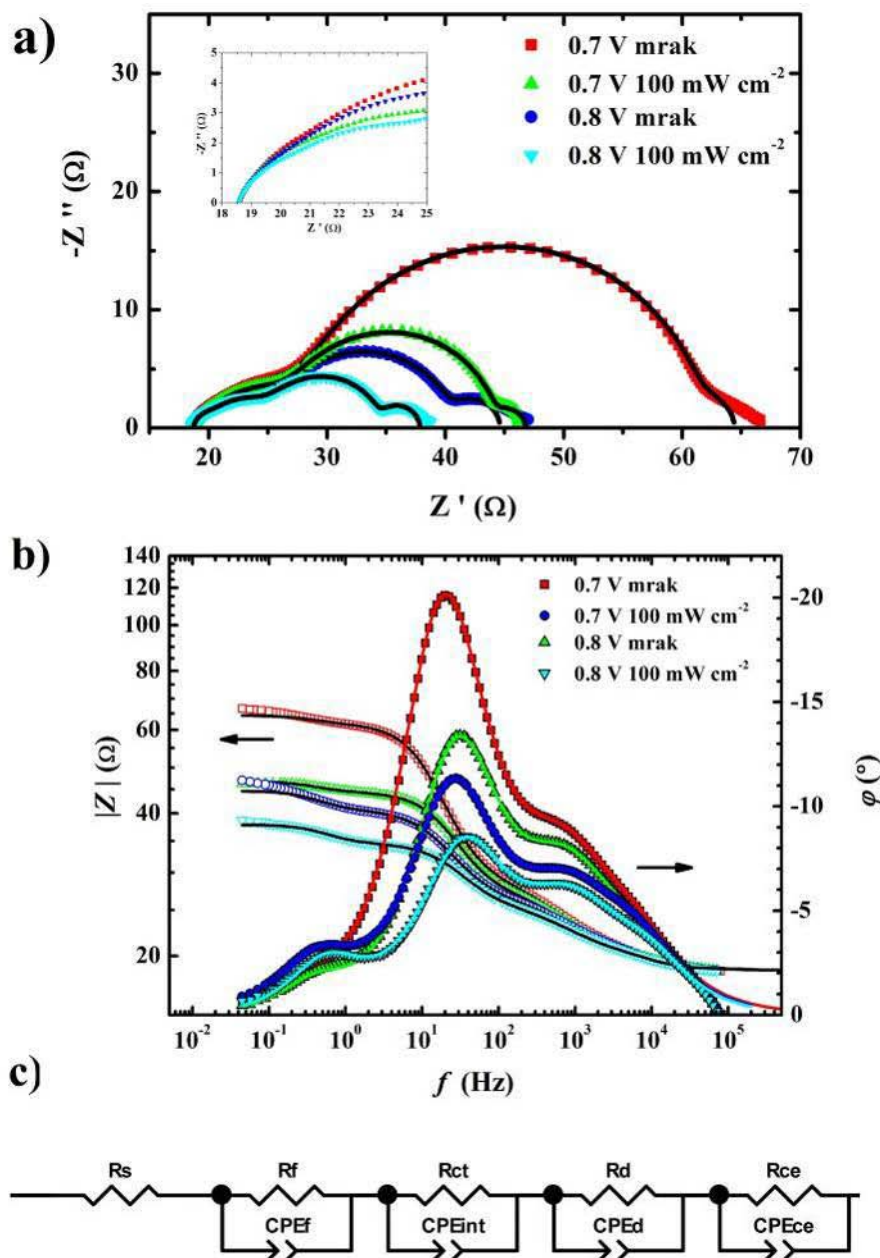 a)
0.7 V mrak
0.7 V 100 mW cm-2
0.8 V mrak
0.8 V 100 mW cm-2
-Z''(Ω)
30
20
10
0
20
30
40
50
60
70
Z' (Ω)
-Z''(Ω)
5
4
3
2
1
0
18
19
20
21
22
23
24
25
Z' (Ω)
b)
0.7 V mrak
0.7 V 100 mW cm-2
0.8 V mrak
0.8 V 100 mW cm-2
|Z| (Ω)
140
120
100
80
60
40
20
-20
-15
-10
-5
0
φ(°)
10-2
10-1
100
101
102
103
104
105
f (Hz)
c)
Rs
Rf
Rct
Rd
Rce
CPEf
CPEint
CPEd
CPEce